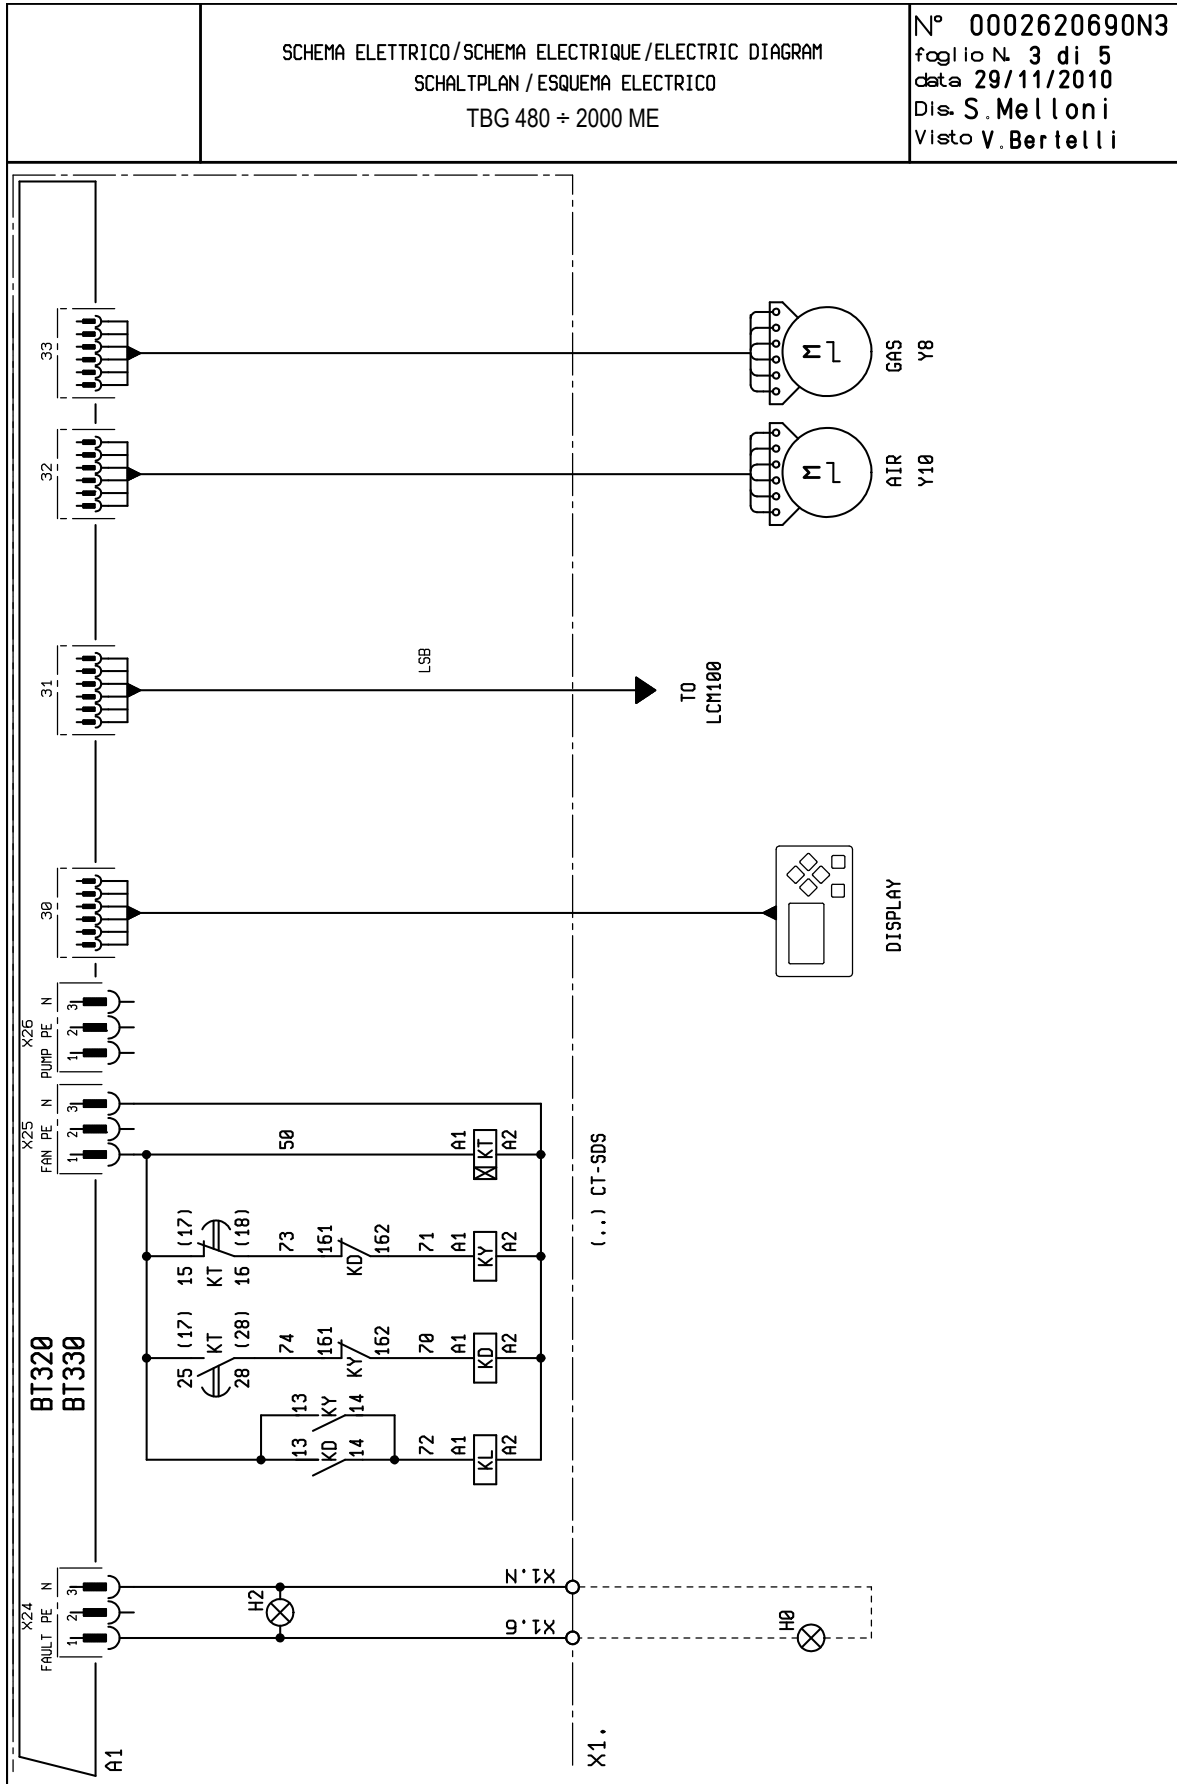 SCHEMA ELETTRICO/SCHEMA ELECTRIQUE/ELECTRIC DIAGRAM
SCHALTPLAN / ESQUEMA ELECTRICO
TBG 480 ÷ 2000 ME
N° 0002620690N3
foglio N. 3 di 5
data 29/11/2010
Dis. S.Melloni
Visto V.Bertelli
33
GAS
Y8
32
AIR
Y10
31
LSB
TO
LCM100
30
DISPLAY
X26
PUMP PE N
1 2 3
X25
FAN PE N
1 2 3
50
A1
KT
A2
(..) CT-SDS
15 (17)
KT
16 (18)
73
161
KD
162
71
A1
KY
A2
BT320
BT330
25 (17)
KT
28 (28)
74
161
KY
162
70
A1
KD
A2
13
KY
14
13
KD
14
72
A1
KL
A2
X24
FAULT PE N
1 2 3
H2
X1.N
X1.6
H0
A1
X1.